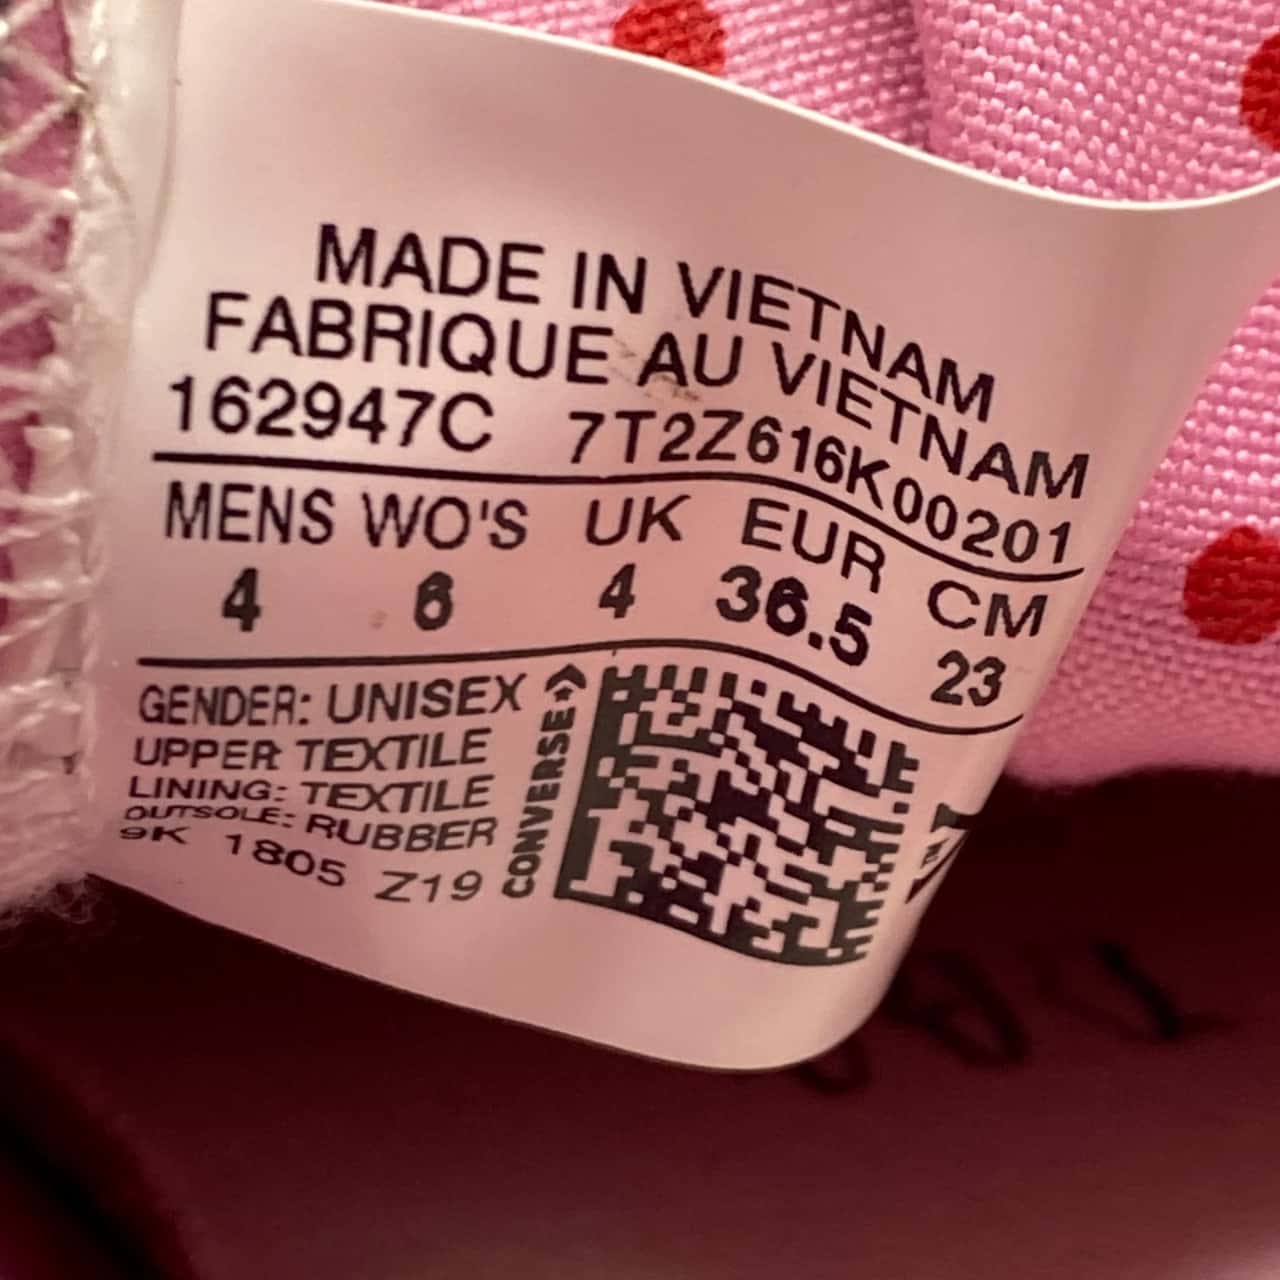 MADE IN VIETNAM
FABRIQUE AU VIETNAM
162947C 7T2Z616K00201
MENS WO'S UK EUR CM
4 6 4 36.5 23
GENDER: UNISEX
UPPER: TEXTILE
LINING: TEXTILE
OUTSOLE: RUBBER
9K 1805 Z19
CONVERSE